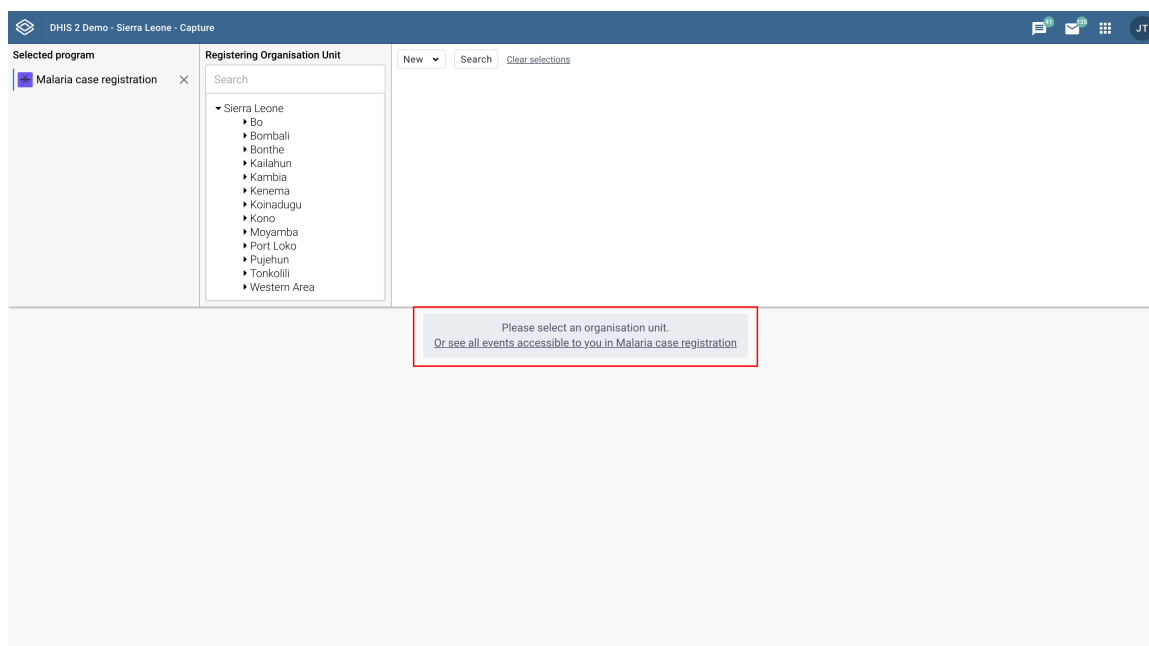 DHIS 2 Demo - Sierra Leone - Capture
41
135
JT
Selected program
Malaria case registration
Registering Organisation Unit
Search
Sierra Leone
Bo
Bombali
Bonthe
Kailahun
Kambia
Kenema
Koinadugu
Kono
Moyamba
Port Loko
Pujehun
Tonkolili
Western Area
New
Search
Clear selections
Please select an organisation unit.
Or see all events accessible to you in Malaria case registration